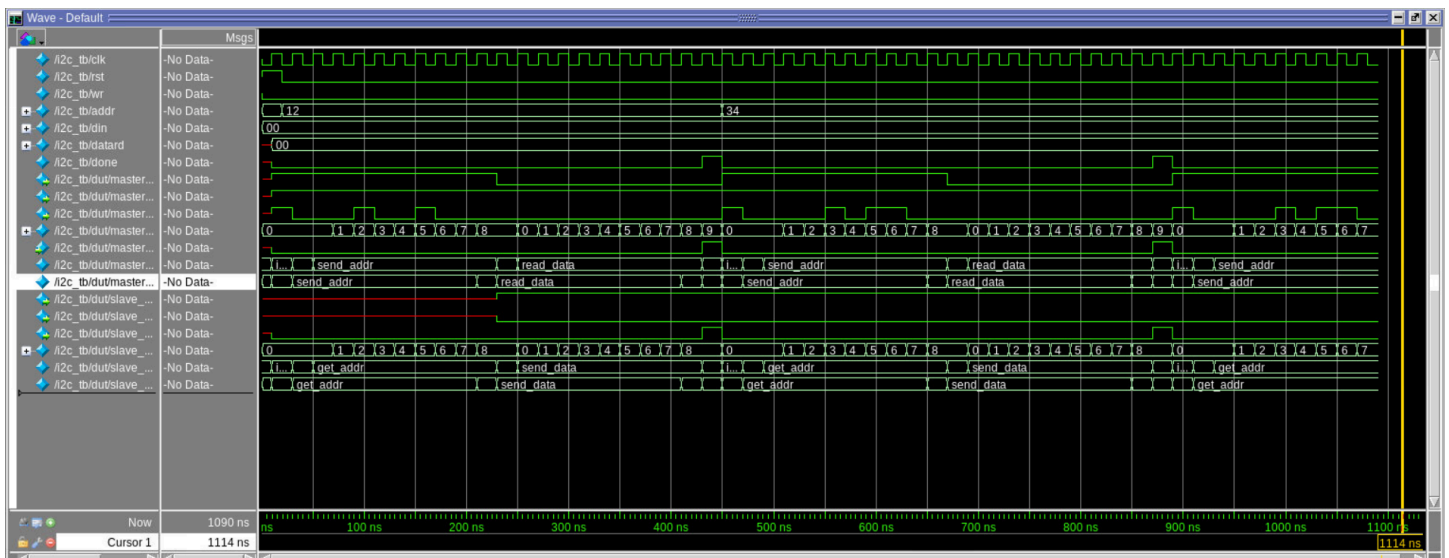 Wave - Default
Msgs
/i2c_tb/clk -No Data-
/i2c_tb/rst -No Data-
/i2c_tb/wr -No Data-
/i2c_tb/addr -No Data- 12 34
/i2c_tb/din -No Data- 00
/i2c_tb/datard -No Data- 00
/i2c_tb/done -No Data-
/i2c_tb/dut/master... -No Data-
/i2c_tb/dut/master... -No Data-
/i2c_tb/dut/master... -No Data-
/i2c_tb/dut/master... -No Data- 0 1 2 3 4 5 6 7 8 0 1 2 3 4 5 6 7 8 9 0 1 2 3 4 5 6 7 8 0 1 2 3 4 5 6 7 8 9 0 1 2 3 4 5 6 7
/i2c_tb/dut/master... -No Data-
/i2c_tb/dut/master... -No Data- i... send_addr read_data i... send_addr read_data i... send_addr
/i2c_tb/dut/master... -No Data- send_addr read_data send_addr read_data send_addr
/i2c_tb/dut/slave_... -No Data-
/i2c_tb/dut/slave_... -No Data-
/i2c_tb/dut/slave_... -No Data-
/i2c_tb/dut/slave_... -No Data- 0 1 2 3 4 5 6 7 8 0 1 2 3 4 5 6 7 8 0 1 2 3 4 5 6 7 8 0 1 2 3 4 5 6 7 8 0 1 2 3 4 5 6 7
/i2c_tb/dut/slave_... -No Data- i... get_addr send_data i... get_addr send_data i... get_addr
/i2c_tb/dut/slave_... -No Data- get_addr send_data get_addr send_data get_addr
Now 1090 ns ns 100 ns 200 ns 300 ns 400 ns 500 ns 600 ns 700 ns 800 ns 900 ns 1000 ns 1100 ns
Cursor 1 1114 ns 1114 ns